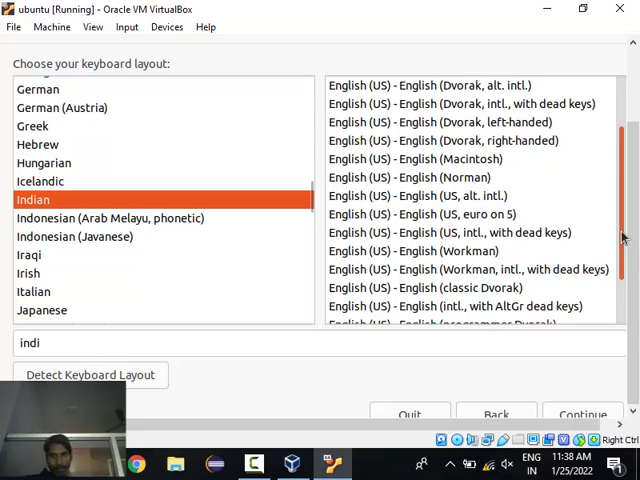 ubuntu [Running] - Oracle VM VirtualBox
File Machine View Input Devices Help
Choose your keyboard layout:
German
German (Austria)
Greek
Hebrew
Hungarian
Icelandic
Indian
Indonesian (Arab Melayu, phonetic)
Indonesian (Javanese)
Iraqi
Irish
Italian
Japanese
English (US) - English (Dvorak, alt. intl.)
English (US) - English (Dvorak, intl., with dead keys)
English (US) - English (Dvorak, left-handed)
English (US) - English (Dvorak, right-handed)
English (US) - English (Macintosh)
English (US) - English (Norman)
English (US) - English (US, alt. intl.)
English (US) - English (US, euro on 5)
English (US) - English (US, intl., with dead keys)
English (US) - English (Workman)
English (US) - English (Workman, intl., with dead keys)
English (US) - English (classic Dvorak)
English (US) - English (intl., with AltGr dead keys)
English (US) - English (programmer Dvorak)
indi
Detect Keyboard Layout
Quit Back Continue
Right Ctrl
ENG 11:38 AM
IN 1/25/2022
1